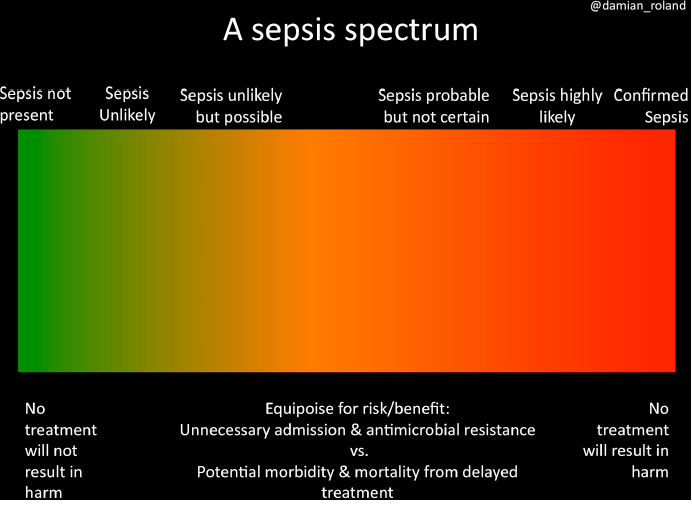 @damian_roland
A sepsis spectrum
Sepsis not
present
Sepsis
Unlikely
Sepsis unlikely
but possible
Sepsis probable
but not certain
Sepsis highly
likely
Confirmed
Sepsis
No
treatment
will not
result in
harm
Equipoise for risk/benefit:
Unnecessary admission & antimicrobial resistance
vs.
Potential morbidity & mortality from delayed
treatment
No
treatment
will result in
harm